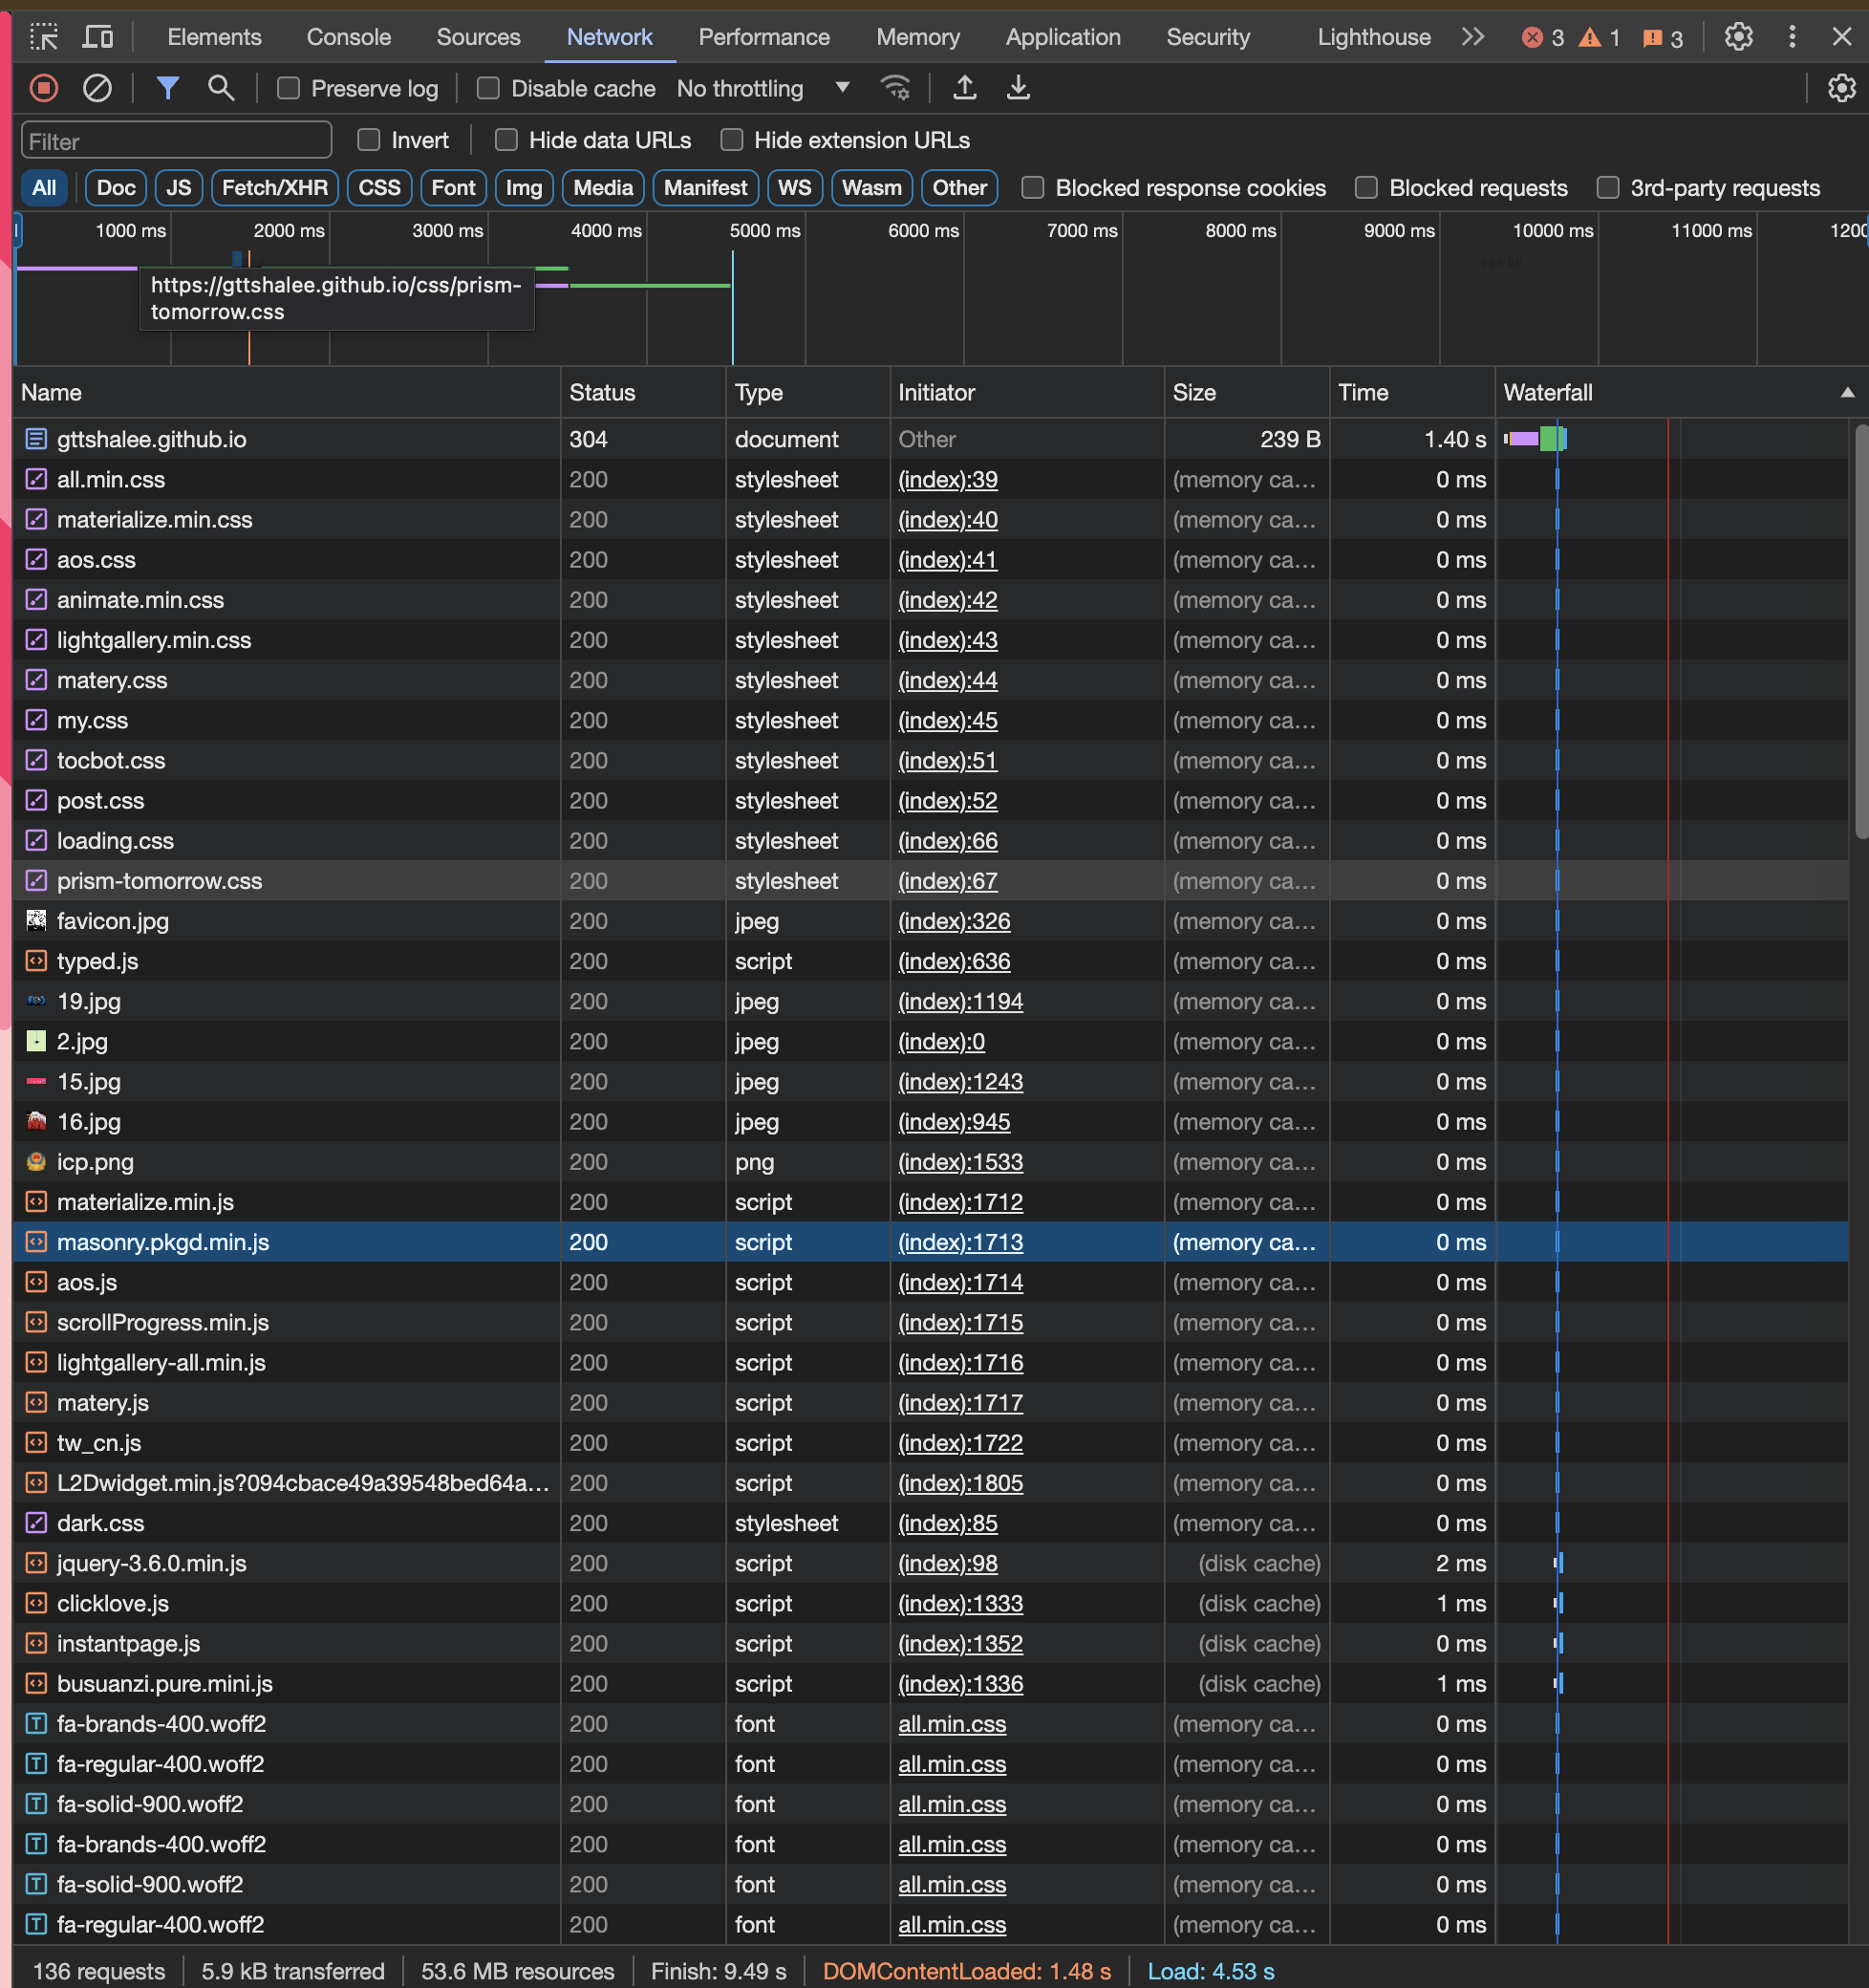 Elements Console Sources Network Performance Memory Application Security Lighthouse 3 1 3
Preserve log Disable cache No throttling
Filter Invert Hide data URLs Hide extension URLs
All Doc JS Fetch/XHR CSS Font Img Media Manifest WS Wasm Other Blocked response cookies Blocked requests 3rd-party requests
1000 ms 2000 ms 3000 ms 4000 ms 5000 ms 6000 ms 7000 ms 8000 ms 9000 ms 10000 ms 11000 ms 1200
https://gttshalee.github.io/css/prism-
tomorrow.css
Name Status Type Initiator Size Time Waterfall
gttshalee.github.io 304 document Other 239 B 1.40 s
all.min.css 200 stylesheet (index):39 (memory ca... 0 ms
materialize.min.css 200 stylesheet (index):40 (memory ca... 0 ms
aos.css 200 stylesheet (index):41 (memory ca... 0 ms
animate.min.css 200 stylesheet (index):42 (memory ca... 0 ms
lightgallery.min.css 200 stylesheet (index):43 (memory ca... 0 ms
matery.css 200 stylesheet (index):44 (memory ca... 0 ms
my.css 200 stylesheet (index):45 (memory ca... 0 ms
tocbot.css 200 stylesheet (index):51 (memory ca... 0 ms
post.css 200 stylesheet (index):52 (memory ca... 0 ms
loading.css 200 stylesheet (index):66 (memory ca... 0 ms
prism-tomorrow.css 200 stylesheet (index):67 (memory ca... 0 ms
favicon.jpg 200 jpeg (index):326 (memory ca... 0 ms
typed.js 200 script (index):636 (memory ca... 0 ms
19.jpg 200 jpeg (index):1194 (memory ca... 0 ms
2.jpg 200 jpeg (index):0 (memory ca... 0 ms
15.jpg 200 jpeg (index):1243 (memory ca... 0 ms
16.jpg 200 jpeg (index):945 (memory ca... 0 ms
icp.png 200 png (index):1533 (memory ca... 0 ms
materialize.min.js 200 script (index):1712 (memory ca... 0 ms
masonry.pkgd.min.js 200 script (index):1713 (memory ca... 0 ms
aos.js 200 script (index):1714 (memory ca... 0 ms
scrollProgress.min.js 200 script (index):1715 (memory ca... 0 ms
lightgallery-all.min.js 200 script (index):1716 (memory ca... 0 ms
matery.js 200 script (index):1717 (memory ca... 0 ms
tw_cn.js 200 script (index):1722 (memory ca... 0 ms
L2Dwidget.min.js?094cbace49a39548bed64a... 200 script (index):1805 (memory ca... 0 ms
dark.css 200 stylesheet (index):85 (memory ca... 0 ms
jquery-3.6.0.min.js 200 script (index):98 (disk cache) 2 ms
clicklove.js 200 script (index):1333 (disk cache) 1 ms
instantpage.js 200 script (index):1352 (disk cache) 0 ms
busuanzi.pure.mini.js 200 script (index):1336 (disk cache) 1 ms
fa-brands-400.woff2 200 font all.min.css (memory ca... 0 ms
fa-regular-400.woff2 200 font all.min.css (memory ca... 0 ms
fa-solid-900.woff2 200 font all.min.css (memory ca... 0 ms
fa-brands-400.woff2 200 font all.min.css (memory ca... 0 ms
fa-solid-900.woff2 200 font all.min.css (memory ca... 0 ms
fa-regular-400.woff2 200 font all.min.css (memory ca... 0 ms
136 requests 5.9 kB transferred 53.6 MB resources Finish: 9.49 s DOMContentLoaded: 1.48 s Load: 4.53 s